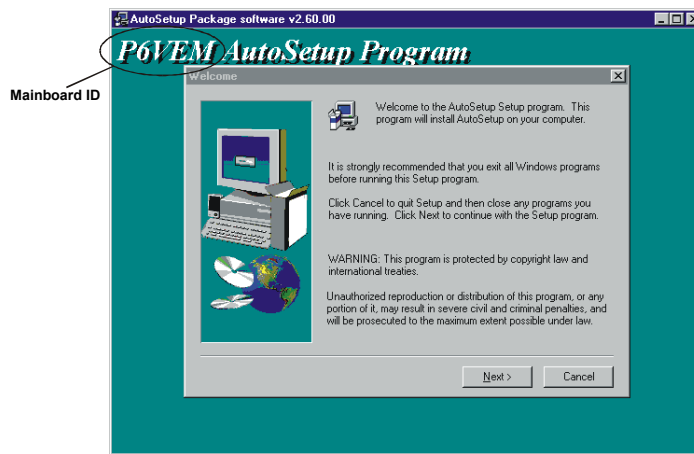 AutoSetup Package software v2.60.00
P6VEM AutoSetup Program
Mainboard ID
Welcome
Welcome to the AutoSetup Setup program. This
program will install AutoSetup on your computer.
It is strongly recommended that you exit all Windows programs
before running this Setup program.
Click Cancel to quit Setup and then close any programs you
have running. Click Next to continue with the Setup program.
WARNING: This program is protected by copyright law and
international treaties.
Unauthorized reproduction or distribution of this program, or any
portion of it, may result in severe civil and criminal penalties, and
will be prosecuted to the maximum extent possible under law.
Next >
Cancel